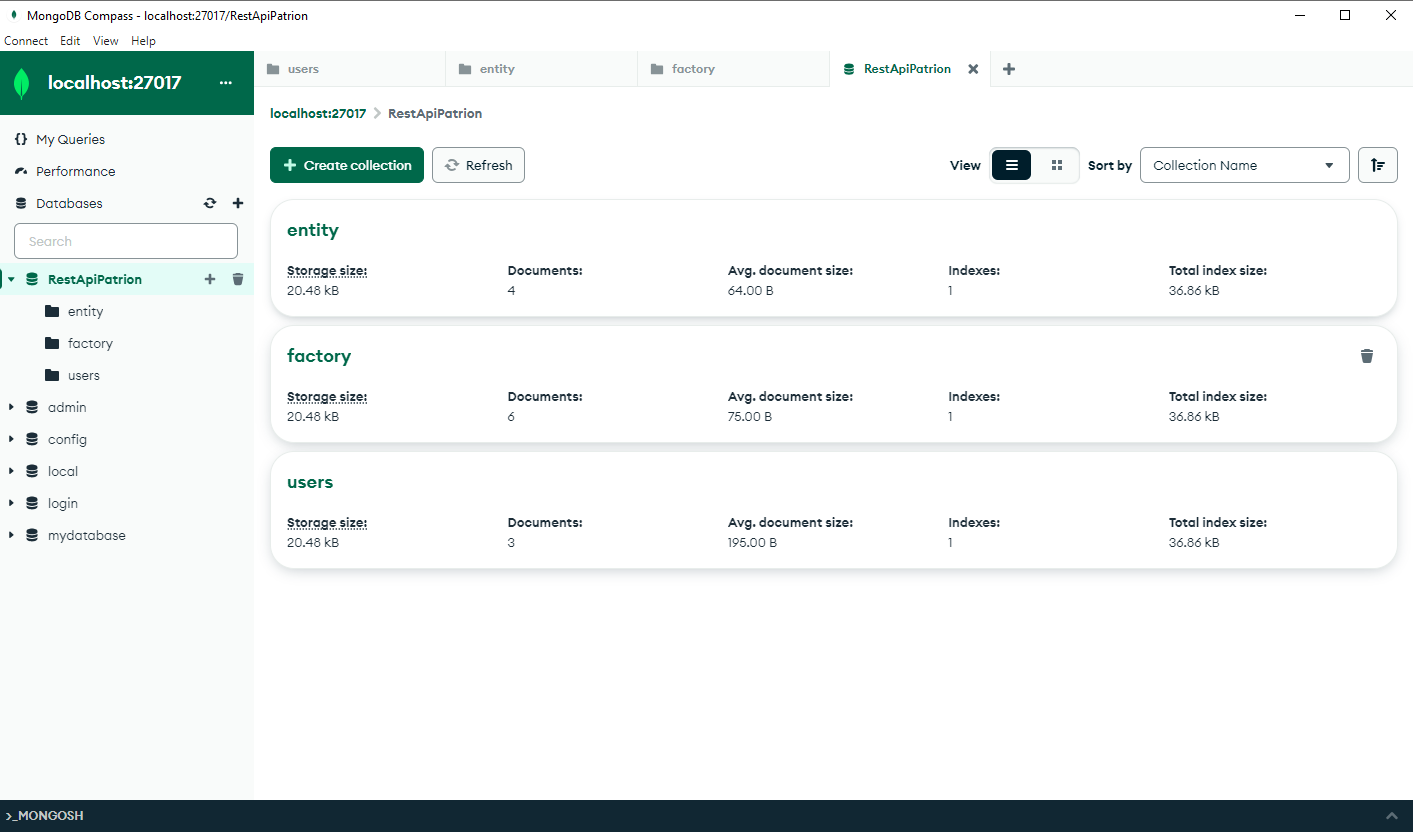 MongoDB Compass - localhost:27017/RestApiPatrion
Connect Edit View Help
localhost:27017 ...
users entity factory RestApiPatrion
localhost:27017 RestApiPatrion
{} My Queries
Performance
Databases
Search
RestApiPatrion
entity
factory
users
admin
config
local
login
mydatabase
Create collection Refresh View Sort by Collection Name
entity
Storage size: Documents: Avg. document size: Indexes: Total index size:
20.48 kB 4 64.00 B 1 36.86 kB
factory
Storage size: Documents: Avg. document size: Indexes: Total index size:
20.48 kB 6 75.00 B 1 36.86 kB
users
Storage size: Documents: Avg. document size: Indexes: Total index size:
20.48 kB 3 195.00 B 1 36.86 kB
>_MONGOSH